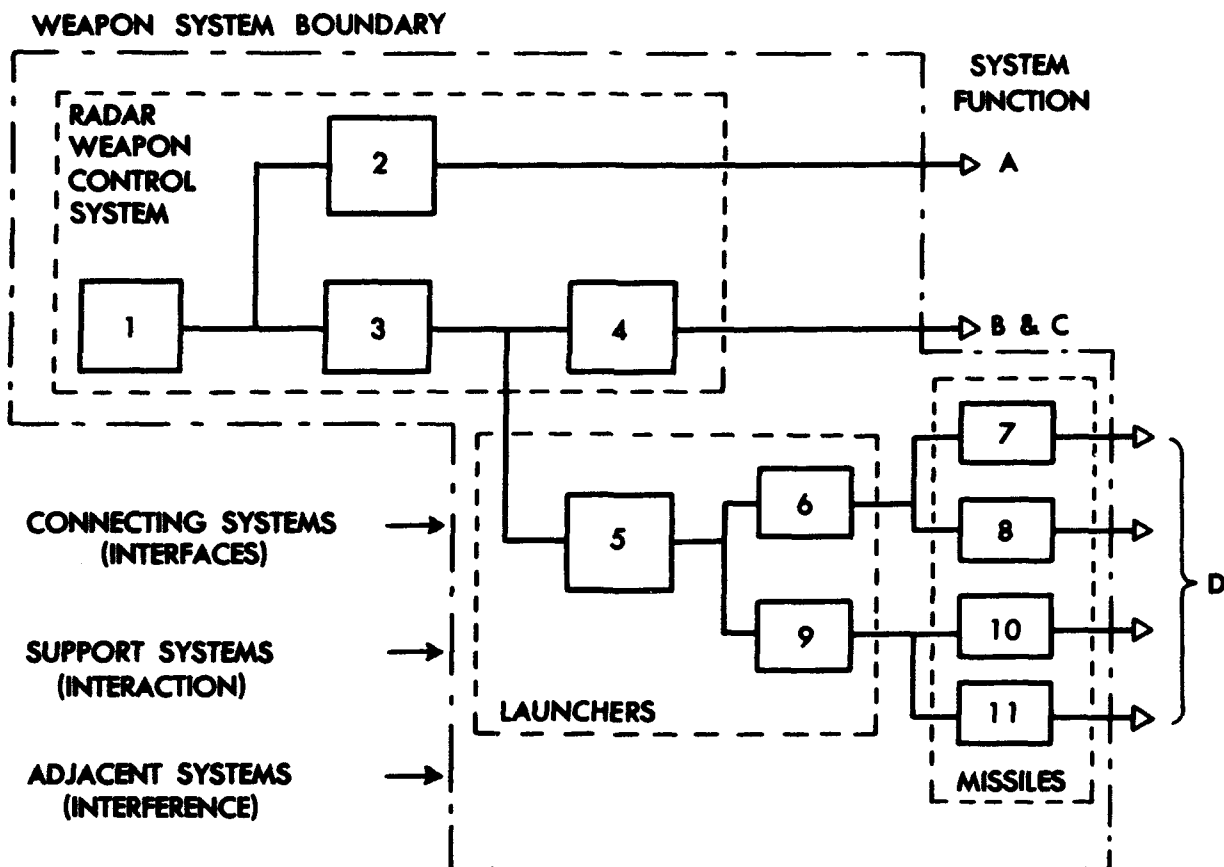 WEAPON SYSTEM BOUNDARY
SYSTEM
FUNCTION
RADAR
WEAPON
CONTROL
SYSTEM
2
A
1
3
4
B & C
7
6
8
5
D
9
10
11
LAUNCHERS
MISSILES
CONNECTING SYSTEMS
(INTERFACES)
SUPPORT SYSTEMS
(INTERACTION)
ADJACENT SYSTEMS
(INTERFERENCE)